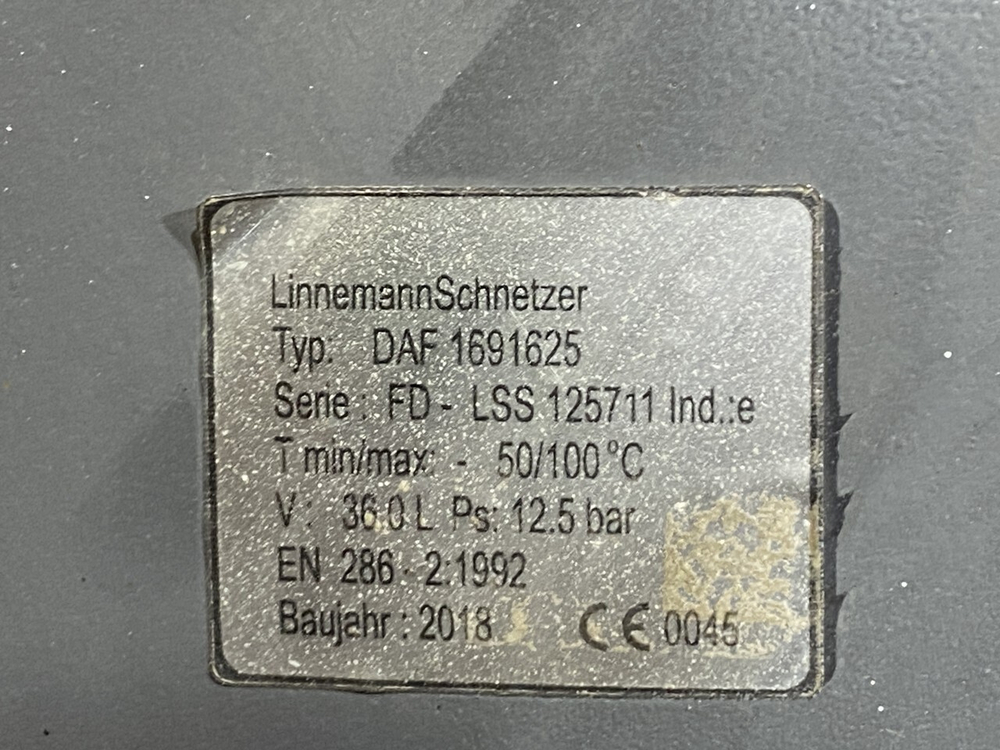 LinnemannSchnetzer
Typ: DAF 1691625
Serie : FD - LSS 125711 Ind.:e
T min/max: - 50/100 °C
V : 36.0 L Ps: 12.5 bar
EN 286 - 2:1992
Baujahr : 2018 CE 0045